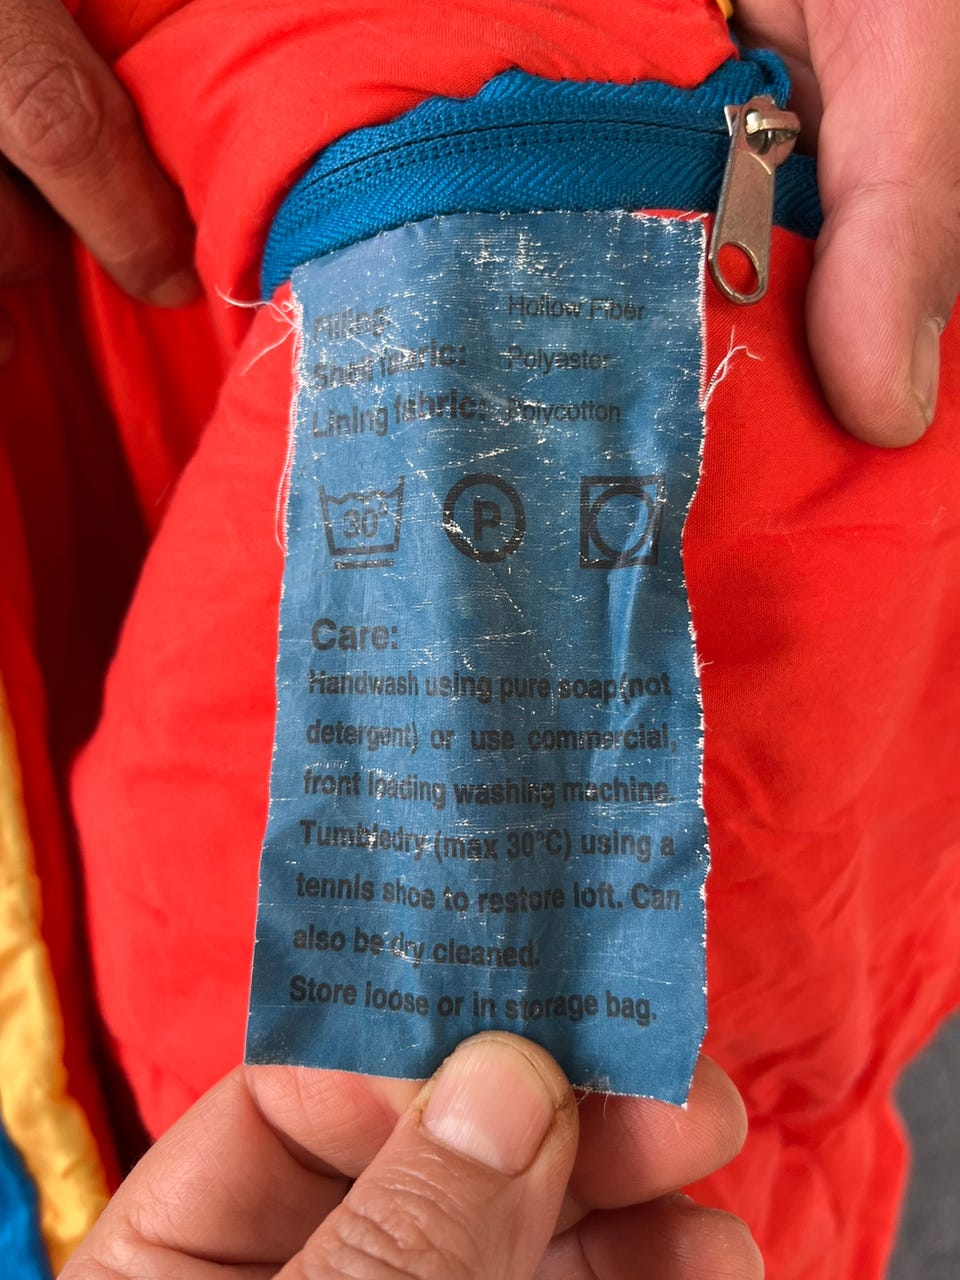 Filling: Hollow Fiber
Shell fabric: Polyester
Lining fabric: Polycotton
30° P
Care:
Handwash using pure soap(not
detergent) or use commercial,
front loading washing machine.
Tumbledry (max 30°C) using a
tennis shoe to restore loft. Can
also be dry cleaned.
Store loose or in storage bag.